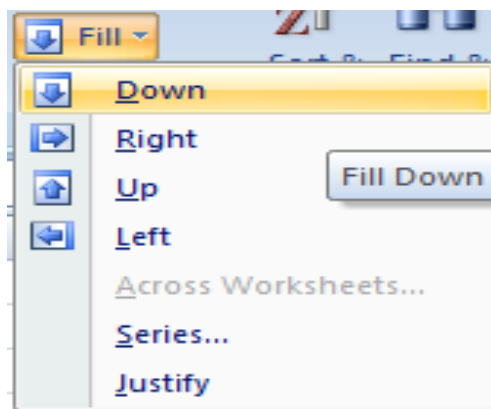 Fill
Down
Right
Fill Down
Up
Left
Across Worksheets...
Series...
Justify